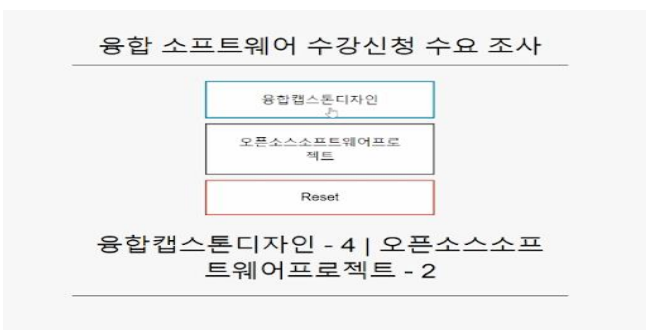 융합 소프트웨어 수강신청 수요 조사
융합캡스톤디자인
오픈소스소프트웨어프로
젝트
Reset
융합캡스톤디자인 - 4 | 오픈소스소프
트웨어프로젝트 - 2